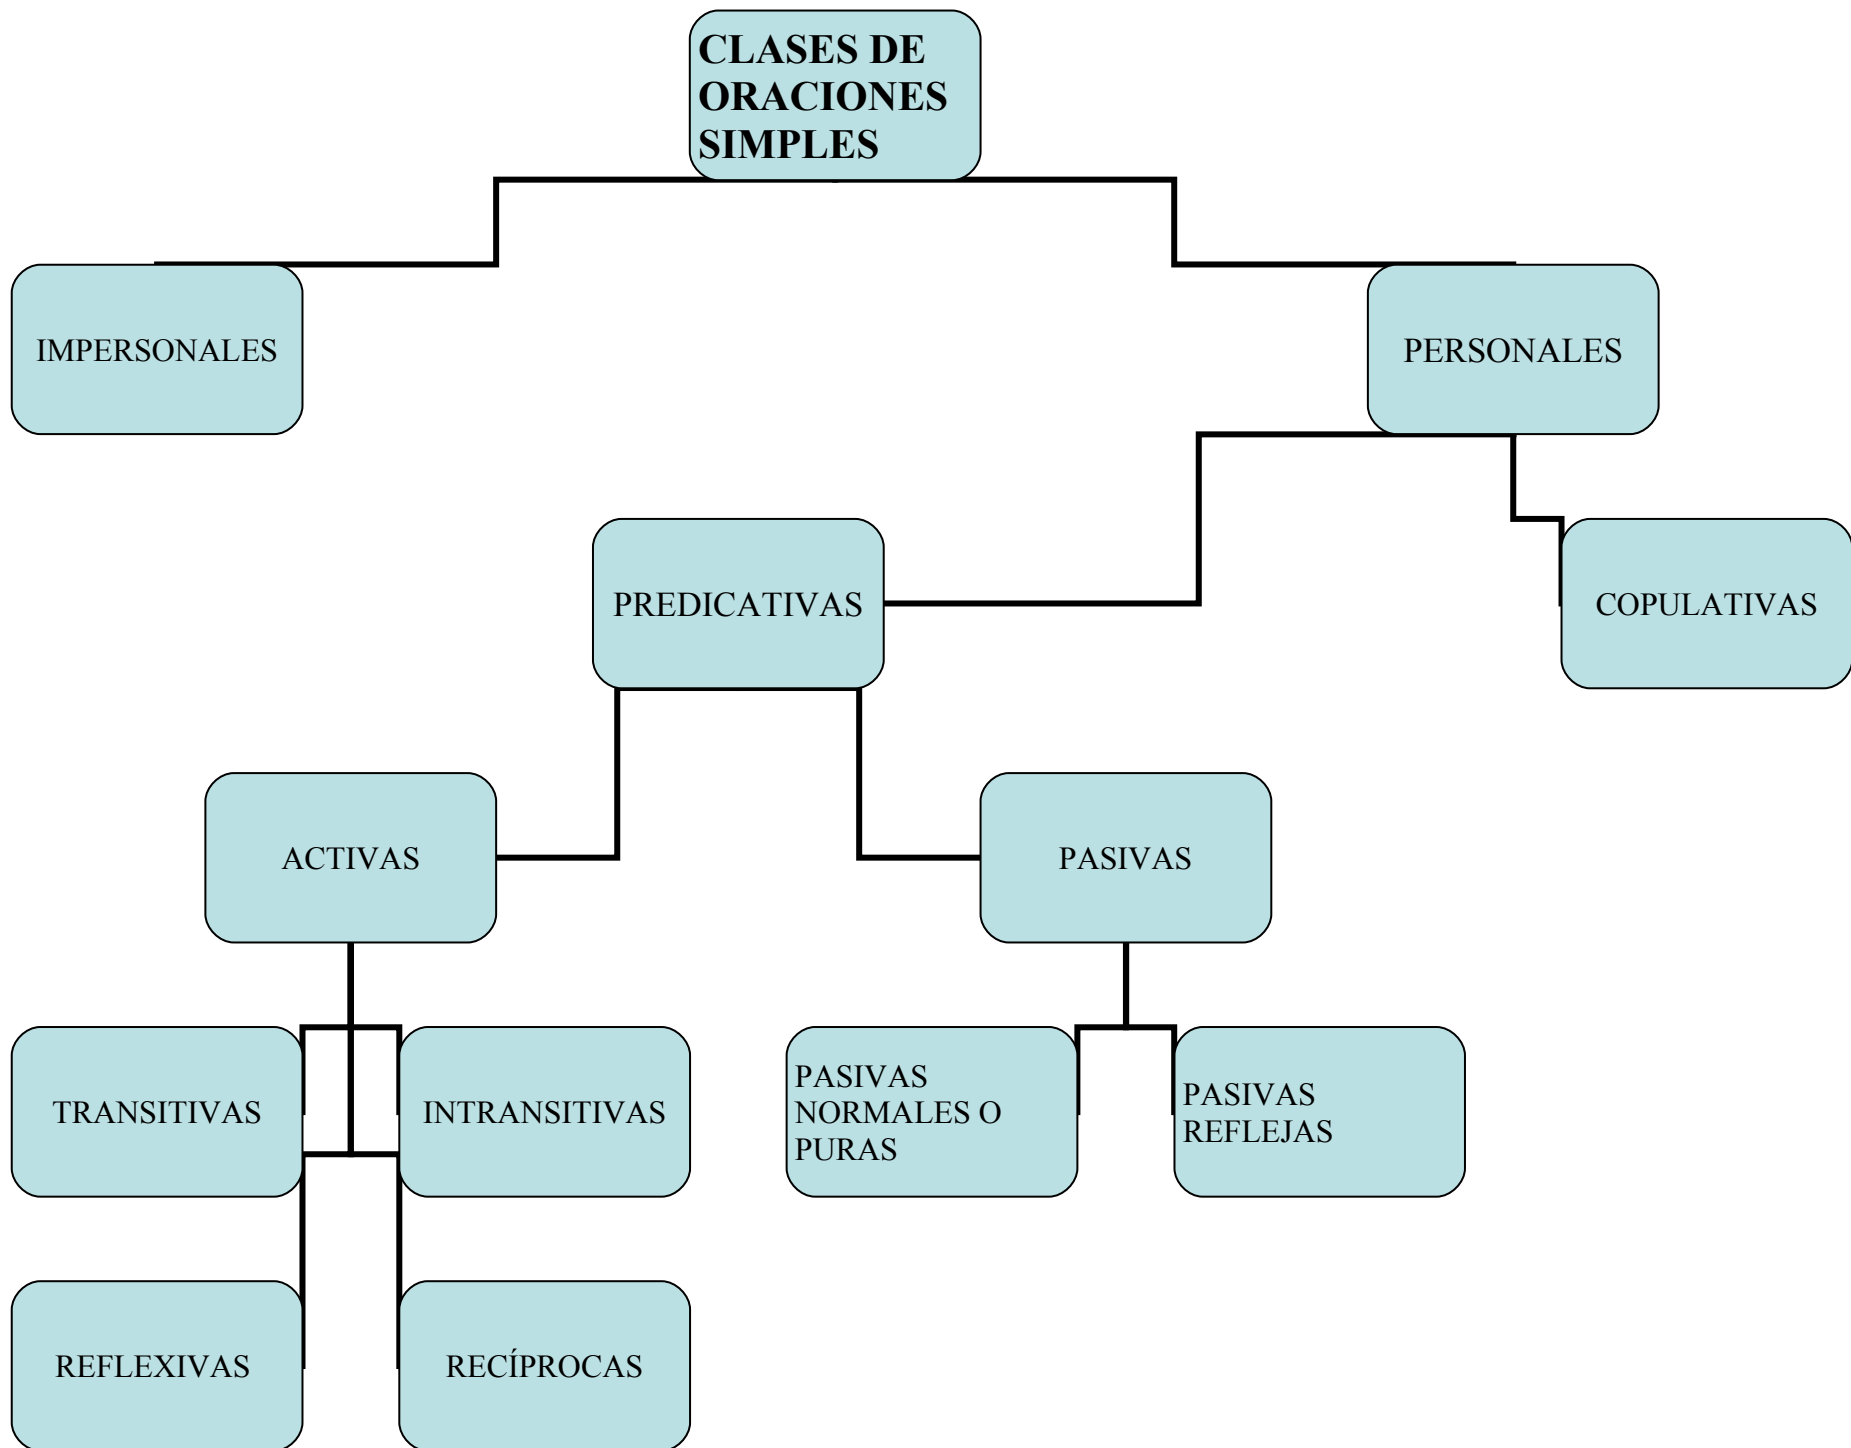 CLASES DE
ORACIONES
SIMPLES
IMPERSONALES
PERSONALES
PREDICATIVAS
COPULATIVAS
ACTIVAS
PASIVAS
TRANSITIVAS
INTRANSITIVAS
PASIVAS
NORMALES O
PURAS
PASIVAS
REFLEJAS
REFLEXIVAS
RECÍPROCAS